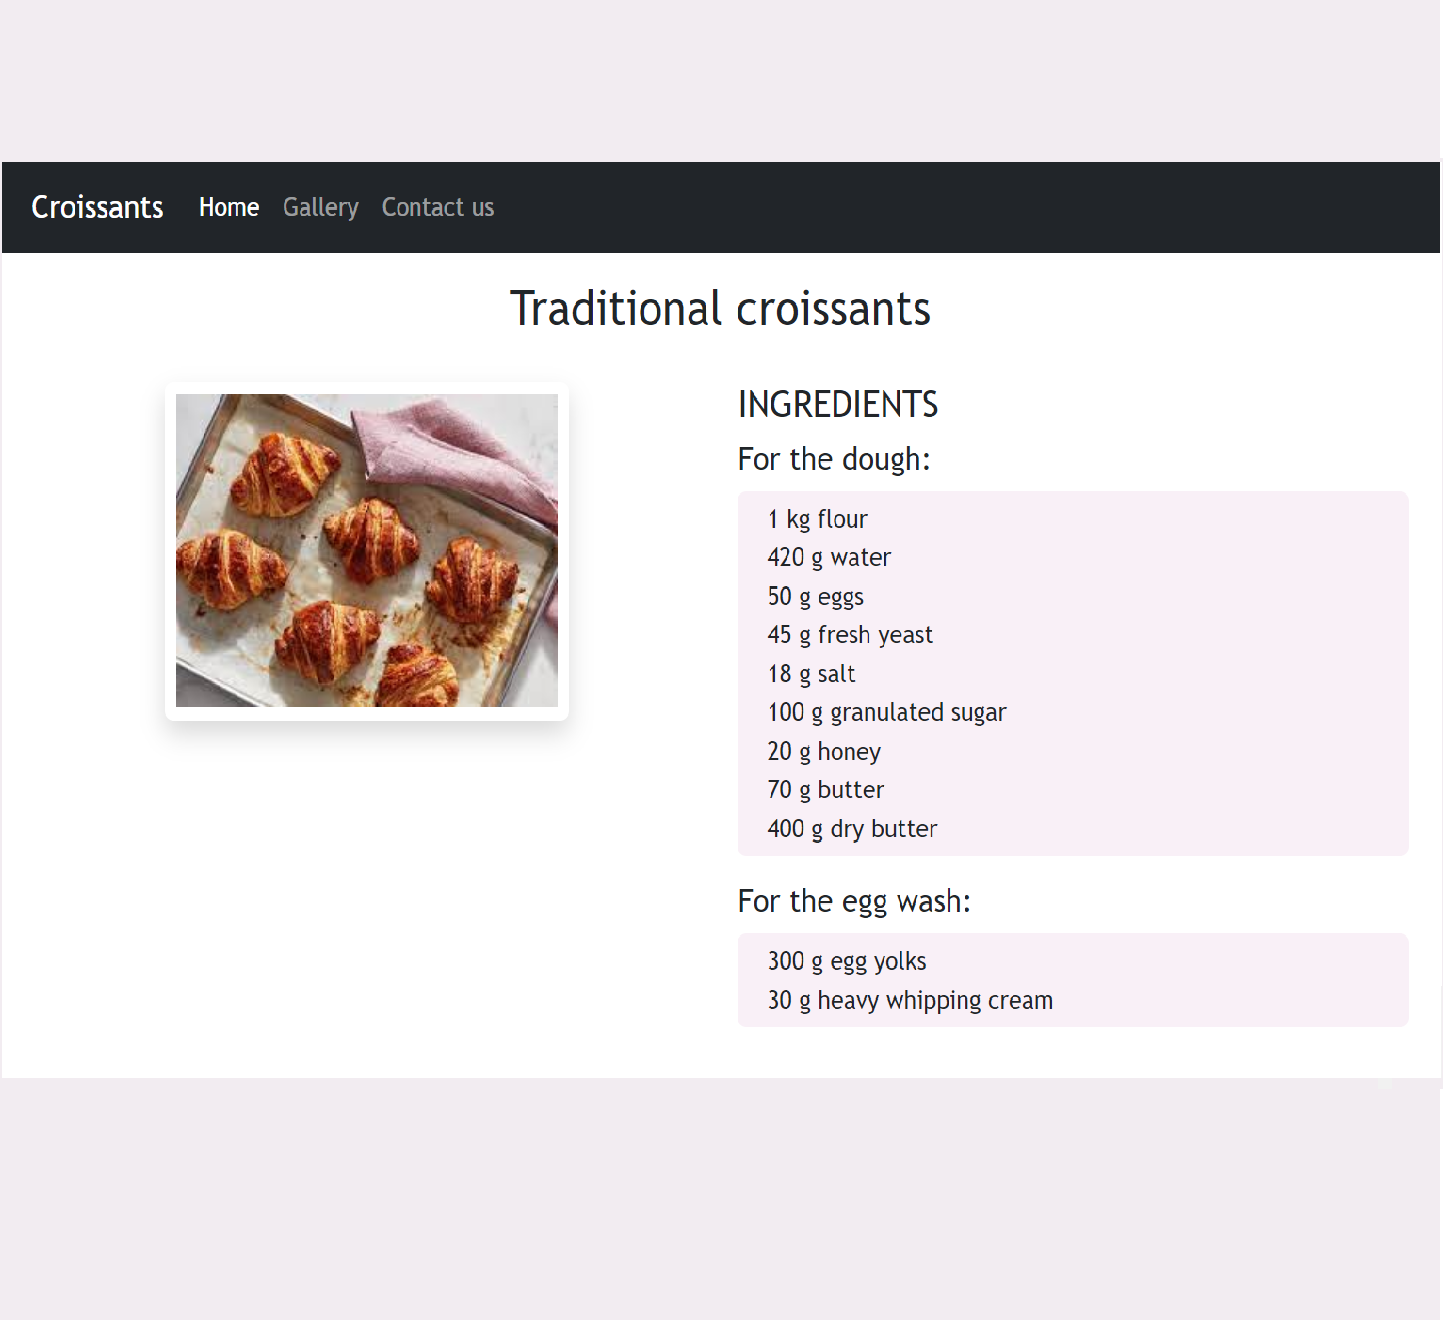 Croissants Home Gallery Contact us
Traditional croissants
INGREDIENTS
For the dough:
1 kg flour
420 g water
50 g eggs
45 g fresh yeast
18 g salt
100 g granulated sugar
20 g honey
70 g butter
400 g dry butter
For the egg wash:
300 g egg yolks
30 g heavy whipping cream